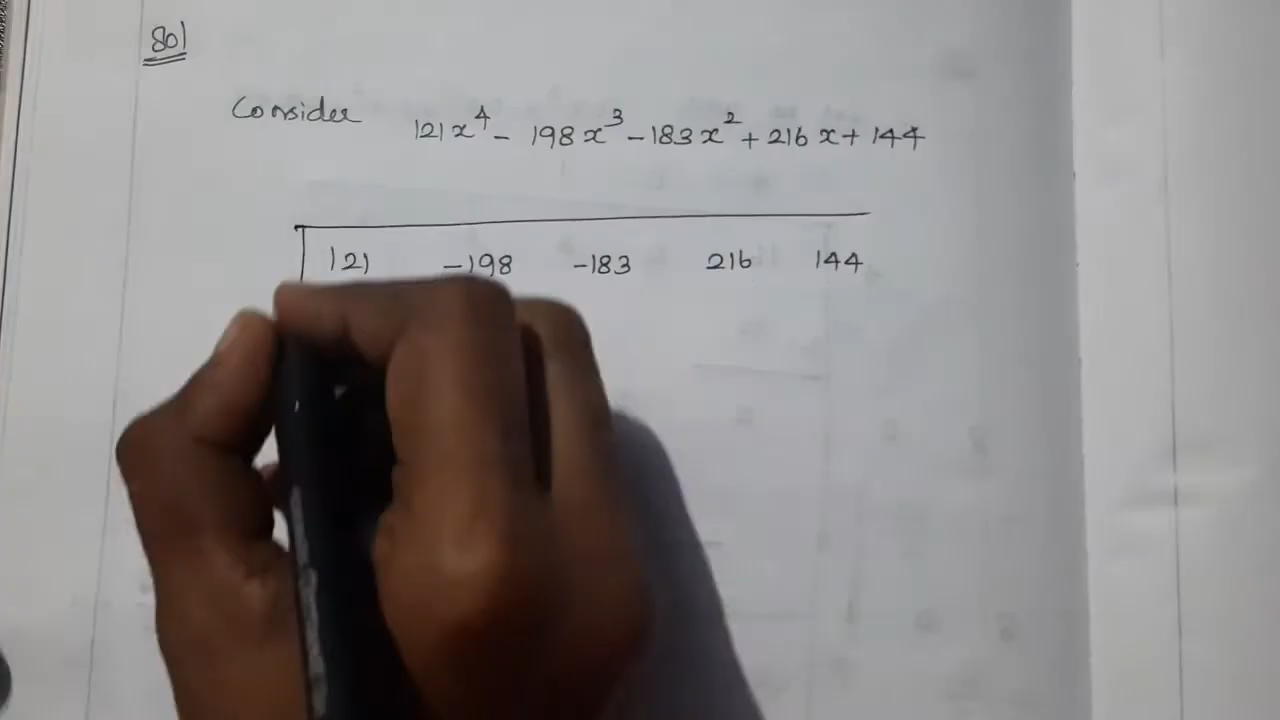 Sol
Consider 121x⁴ - 198x³ - 183x² + 216x + 144
121 -198 -183 216 144